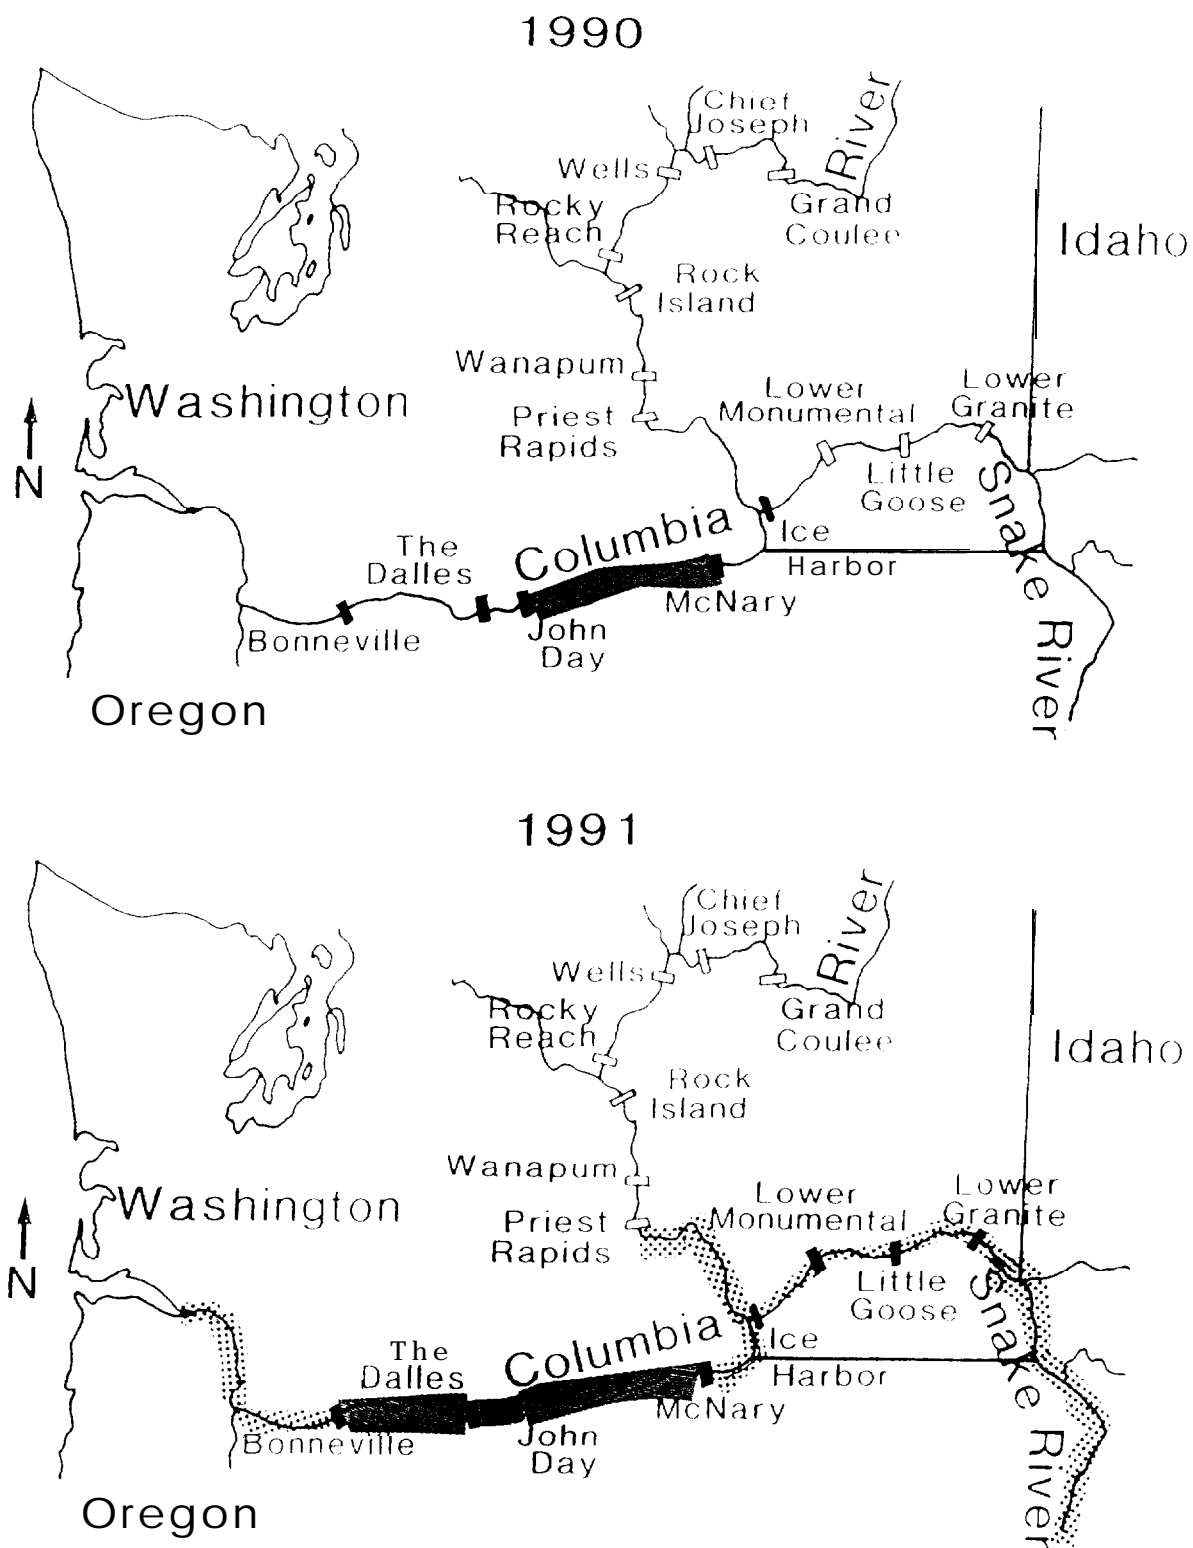 1990
Chief
Joseph
River
Wells
Rocky
Reach
Grand
Coulee
Idaho
Rock
Island
Wanapum
Washington
Lower
Monumental
Lower
Granite
Priest
Rapids
N
Little
Goose
Snake River
Columbia
Ice
Harbor
The
Dalles
McNary
Bonneville
John
Day
Oregon
1991
Chief
Joseph
River
Wells
Rocky
Reach
Grand
Coulee
Idaho
Rock
Island
Wanapum
Washington
Lower
Monumental
Lower
Granite
Priest
Rapids
N
Little
Goose
Snake River
Columbia
Ice
Harbor
The
Dalles
McNary
Bonneville
John
Day
Oregon